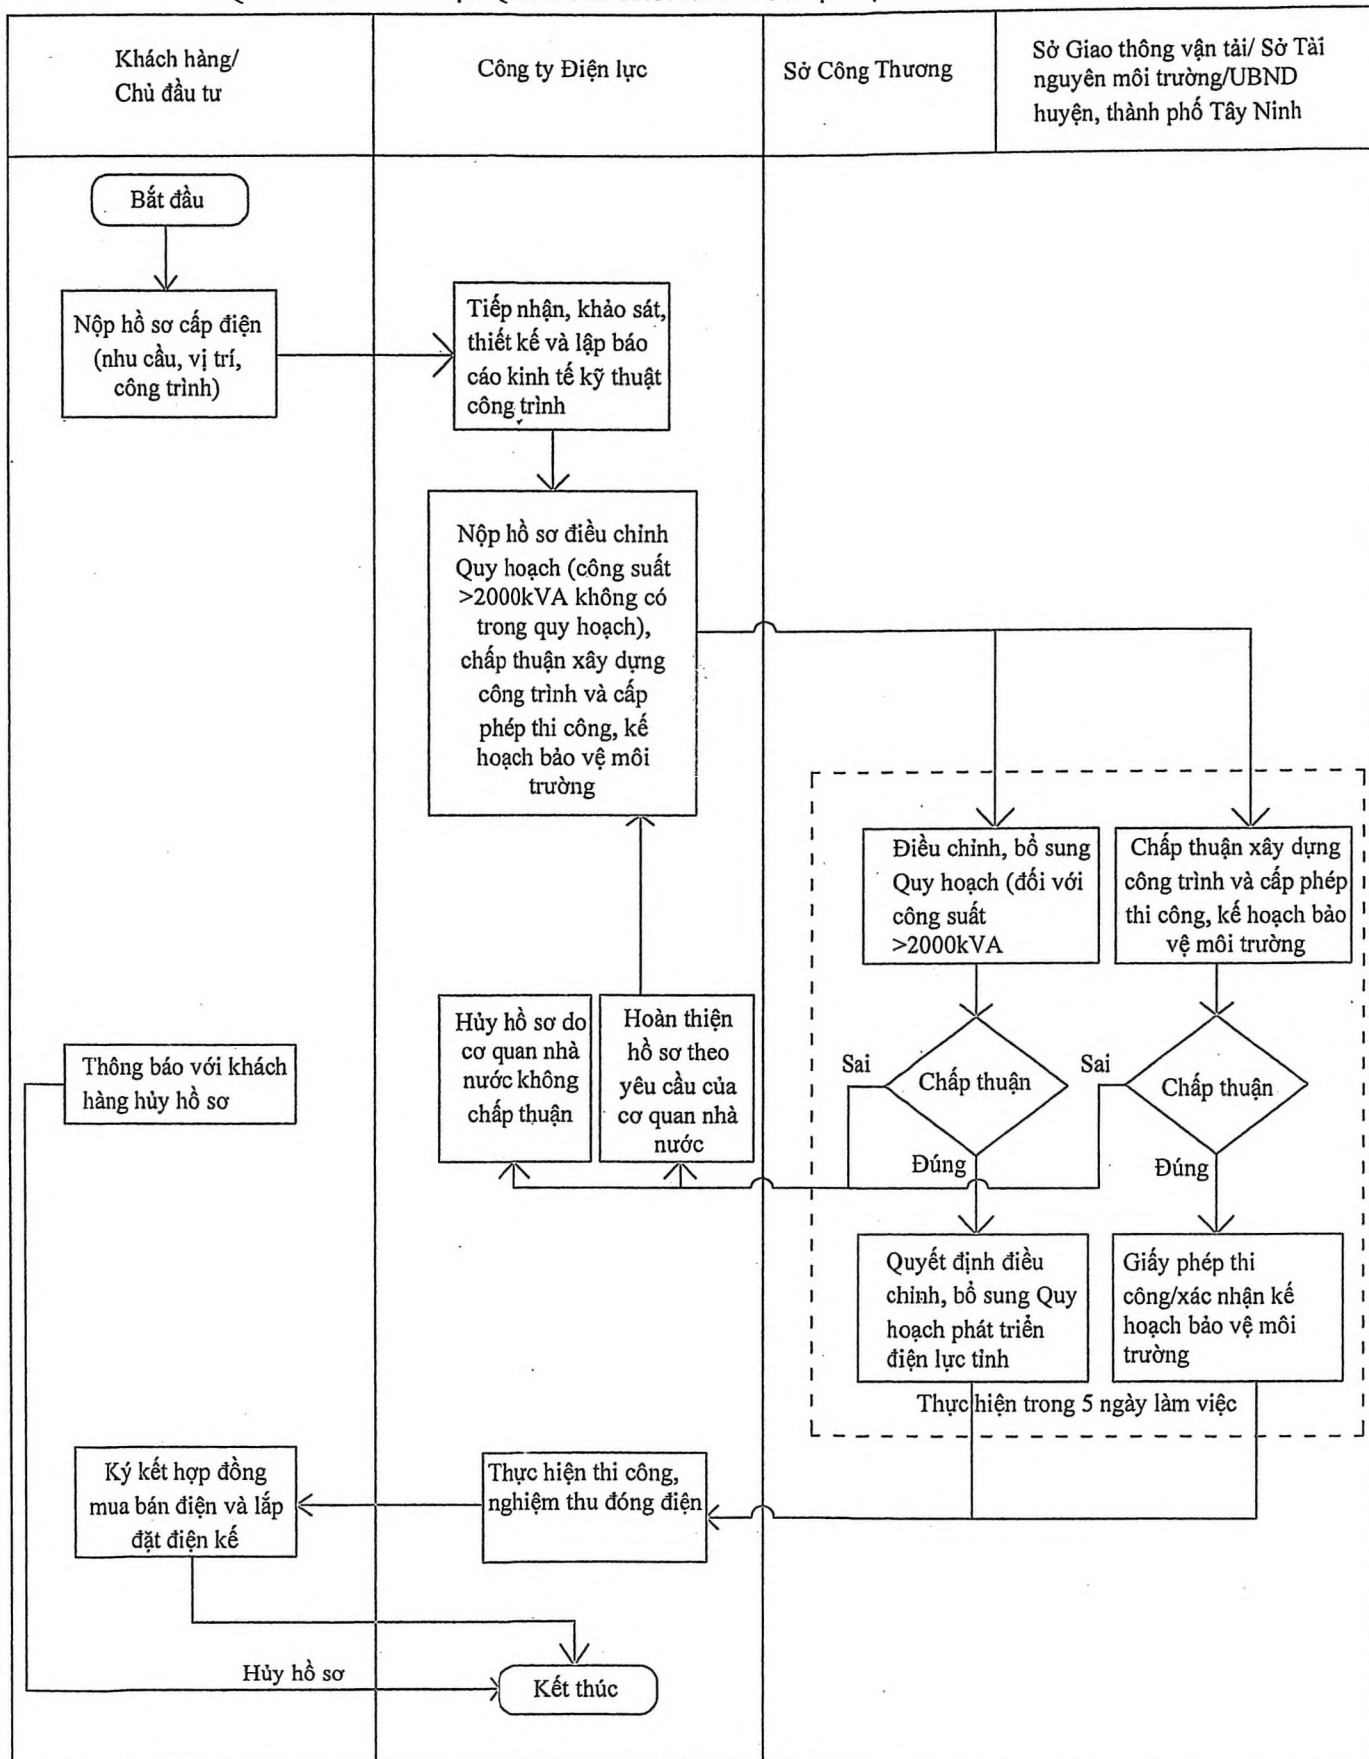 Khách hàng/
Chủ đầu tư
Công ty Điện lực
Sở Công Thương
Sở Giao thông vận tải/ Sở Tài
nguyên môi trường/UBND
huyện, thành phố Tây Ninh
Bắt đầu
Nộp hồ sơ cấp điện
(nhu cầu, vị trí,
công trình)
Tiếp nhận, khảo sát,
thiết kế và lập báo
cáo kinh tế kỹ thuật
công trình
Nộp hồ sơ điều chỉnh
Quy hoạch (công suất
>2000kVA không có
trong quy hoạch),
chấp thuận xây dựng
công trình và cấp
phép thi công, kế
hoạch bảo vệ môi
trường
Điều chỉnh, bổ sung
Quy hoạch (đối với
công suất
>2000kVA
Chấp thuận xây dựng
công trình và cấp phép
thi công, kế hoạch bảo
vệ môi trường
Thông báo với khách
hàng hủy hồ sơ
Hủy hồ sơ do
cơ quan nhà
nước không
chấp thuận
Hoàn thiện
hồ sơ theo
yêu cầu của
cơ quan nhà
nước
Sai
Chấp thuận
Sai
Chấp thuận
Đúng
Đúng
Quyết định điều
chỉnh, bổ sung Quy
hoạch phát triển
điện lực tỉnh
Giấy phép thi
công/xác nhận kế
hoạch bảo vệ môi
trường
Thực hiện trong 5 ngày làm việc
Ký kết hợp đồng
mua bán điện và lắp
đặt điện kế
Thực hiện thi công,
nghiệm thu đóng điện
Hủy hồ sơ
Kết thúc